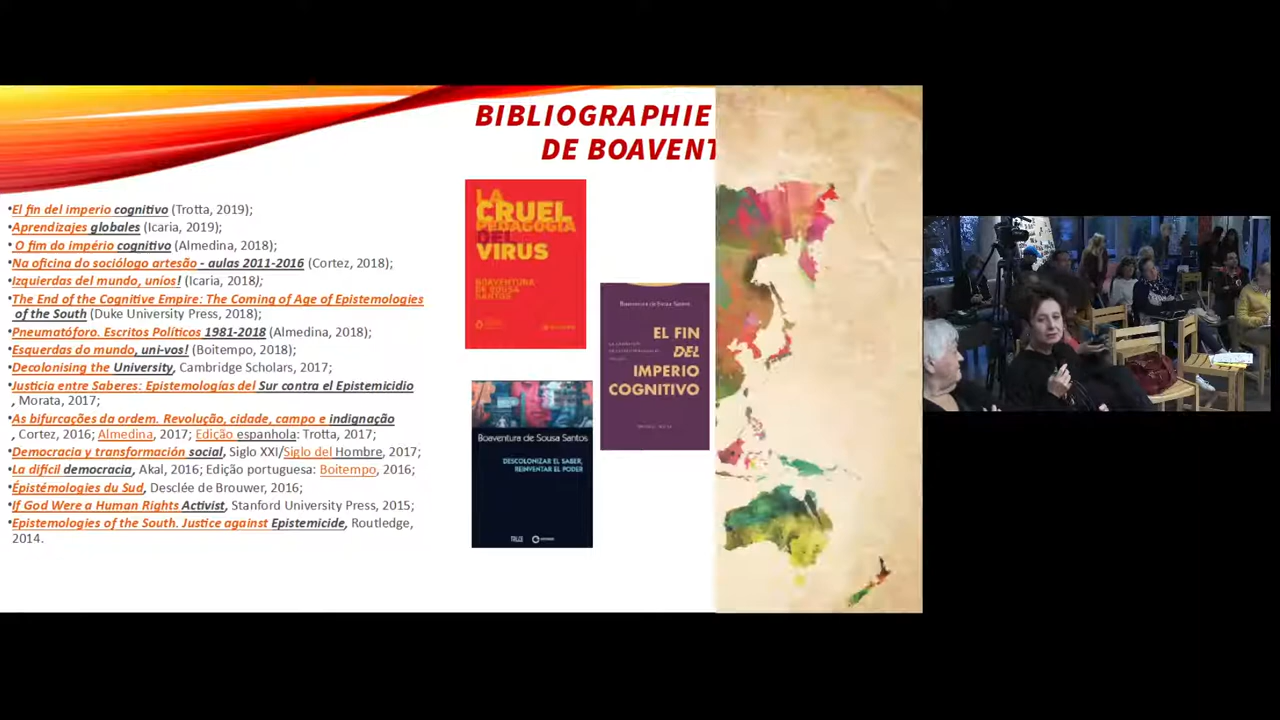 BIBLIOGRAPHIE
DE BOAVENT
•El fin del imperio cognitivo (Trotta, 2019);
•Aprendizajes globales (Icaria, 2019);
• O fim do império cognitivo (Almedina, 2018);
•Na oficina do sociólogo artesão - aulas 2011-2016 (Cortez, 2018);
•Izquierdas del mundo, uníos! (Icaria, 2018);
•The End of the Cognitive Empire: The Coming of Age of Epistemologies
of the South (Duke University Press, 2018);
•Pneumatóforo. Escritos Políticos 1981-2018 (Almedina, 2018);
•Esquerdas do mundo, uni-vos! (Boitempo, 2018);
•Decolonising the University, Cambridge Scholars, 2017;
•Justicia entre Saberes: Epistemologías del Sur contra el Epistemicidio
, Morata, 2017;
•As bifurcações da ordem. Revolução, cidade, campo e indignação
, Cortez, 2016; Almedina, 2017; Edição espanhola: Trotta, 2017;
•Democracia y transformación social, Siglo XXI/Siglo del Hombre, 2017;
•La difícil democracia, Akal, 2016; Edição portuguesa: Boitempo, 2016;
•Épistémologies du Sud, Desclée de Brouwer, 2016;
•If God Were a Human Rights Activist, Stanford University Press, 2015;
•Epistemologies of the South. Justice against Epistemicide, Routledge,
2014.
LA
CRUEL
PEDAGOGÍA
DEL
VIRUS
BOAVENTURA
DE SOUSA
SANTOS
Boaventura de Sousa Santos
EL FIN
DEL
IMPERIO
COGNITIVO
Boaventura de Sousa Santos
DESCOLONIZAR EL SABER,
REINVENTAR EL PODER